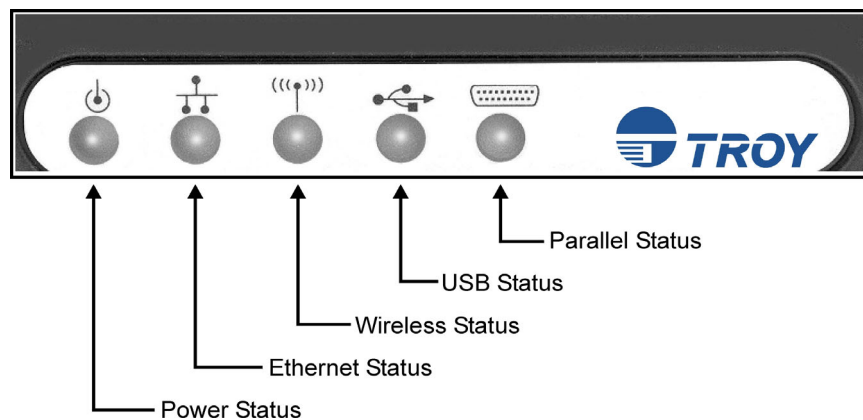 TROY
Parallel Status
USB Status
Wireless Status
Ethernet Status
Power Status